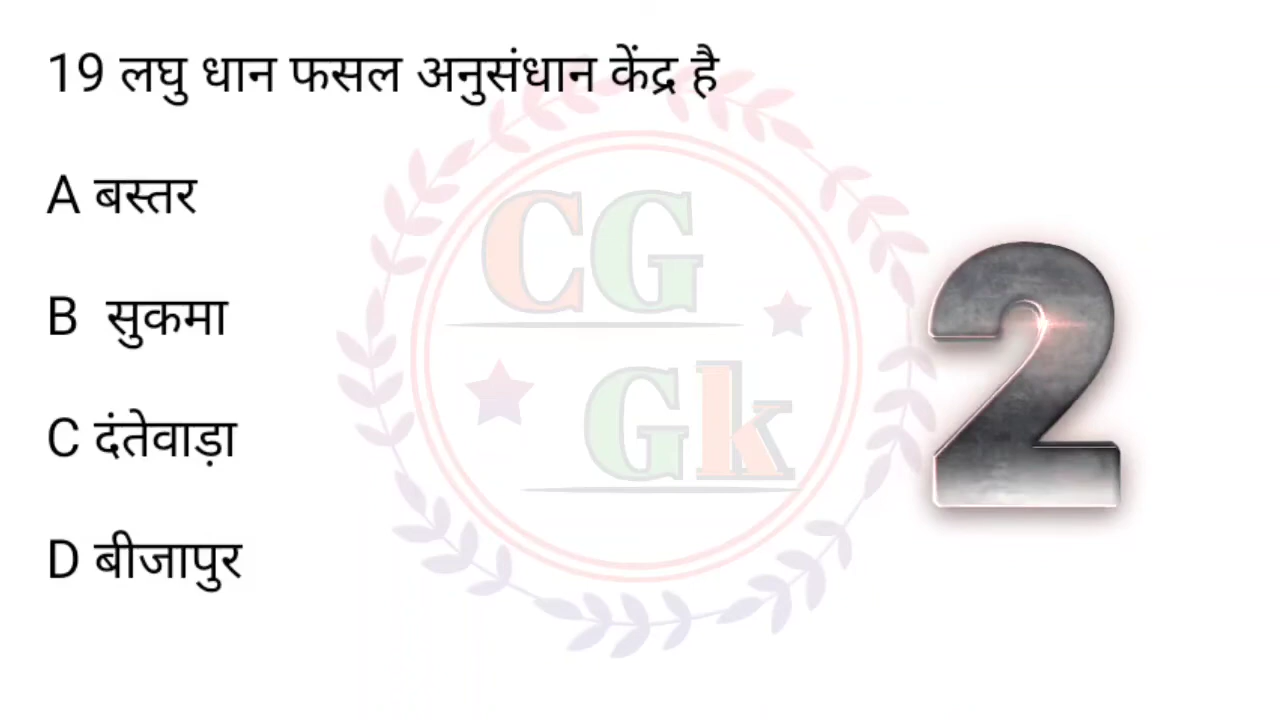 19 लघु धान फसल अनुसंधान केंद्र है
A बस्तर
B सुकमा
C दंतेवाड़ा
D बीजापुर
CG
Gk
2